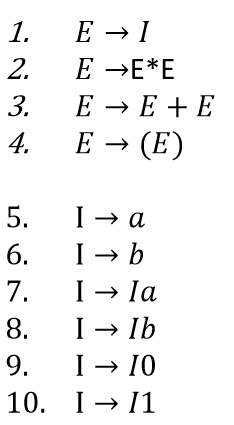 1. E → I
2. E →E*E
3. E → E + E
4. E → (E)
5. I → a
6. I → b
7. I → Ia
8. I → Ib
9. I → I0
10. I → I1